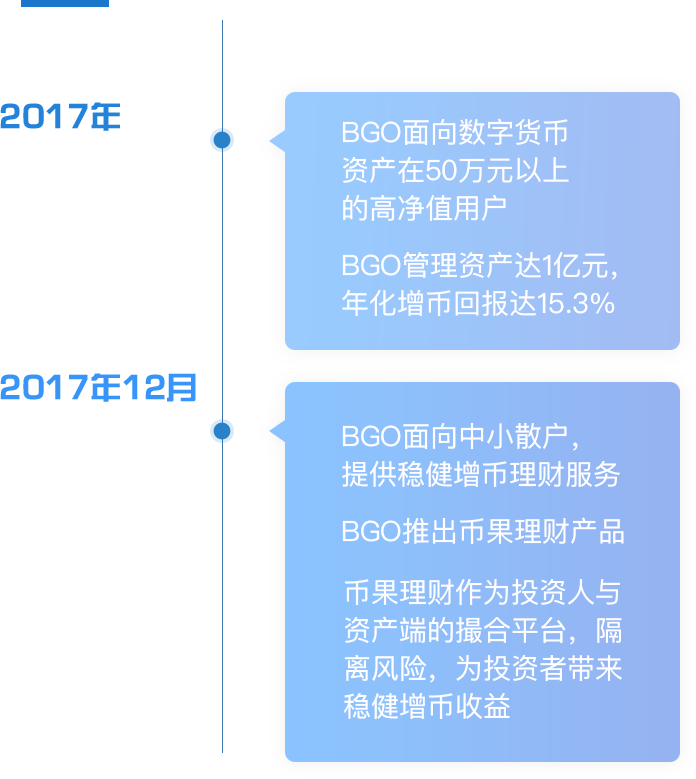 2017年
BGO面向数字货币
资产在50万元以上
的高净值用户
BGO管理资产达1亿元，
年化增币回报达15.3%
2017年12月
BGO面向中小散户，
提供稳健增币理财服务
BGO推出币果理财产品
币果理财作为投资人与
资产端的撮合平台，隔
离风险，为投资者带来
稳健增币收益